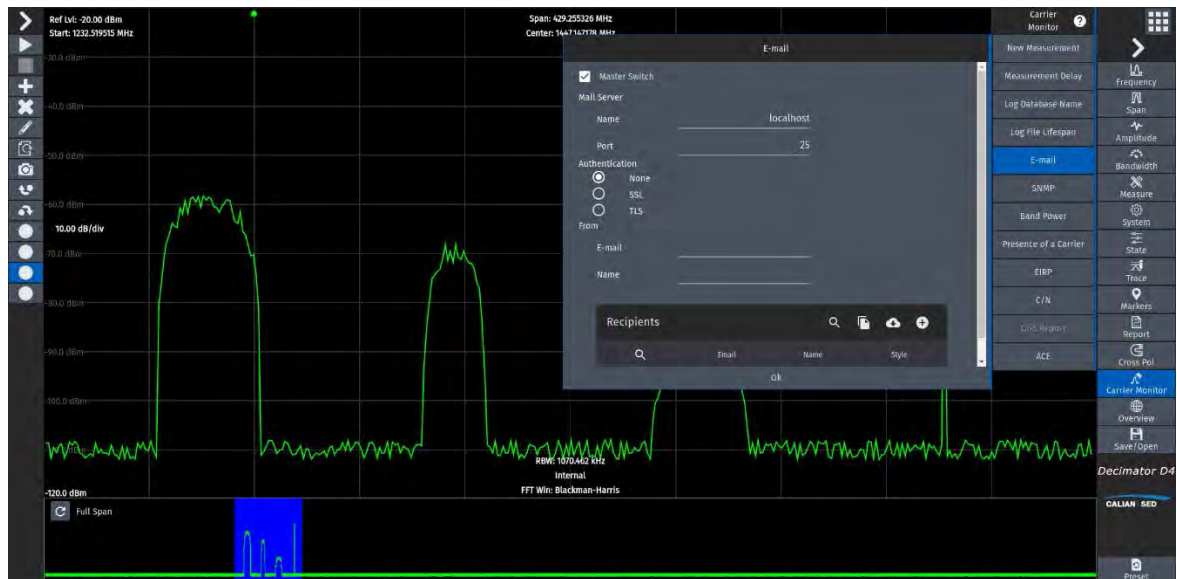 Ref Lvl: -20.00 dBm
Start: 1232.519515 MHz
Span: 429.255326 MHz
Center: 1447.147178 MHz
-30.0 dBm
-40.0 dBm
-50.0 dBm
-60.0 dBm
10.00 dB/div
-70.0 dBm
-80.0 dBm
-90.0 dBm
-100.0 dBm
-120.0 dBm
RBW: 1070.462 kHz
Internal
FFT Win: Blackman-Harris
Full Span
E-mail
Master Switch
Mail Server
Name localhost
Port 25
Authentication
None
SSL
TLS
From
E-mail
Name
Recipients
Email Name Style
Ok
Carrier Monitor ?
New Measurement
Measurement Delay
Log Database Name
Log File Lifespan
E-mail
SNMP
Band Power
Presence of a Carrier
EIRP
C/N
ACE
Frequency
Span
Amplitude
Bandwidth
Measure
System
State
Trace
Markers
Report
Cross Pol
Carrier Monitor
Overview
Save/Open
Decimator D4
CALIAN SED
Preset